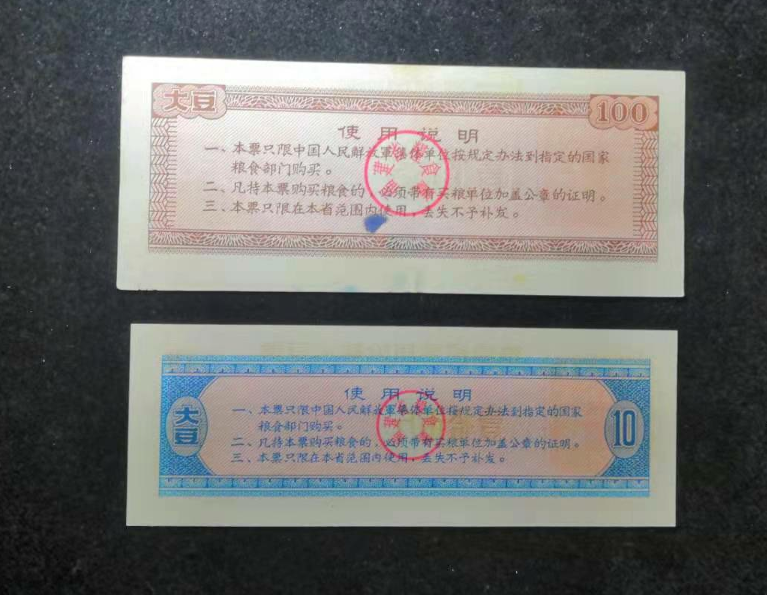 大豆
100
使用说明
一、本票只限中国人民解放軍集体单位按规定办法到指定的国家
粮食部门购买。
二、凡持本票购买粮食的，必须带有买粮单位加盖公章的证明。
三、本票只限在本省范围内使用，丢失不予补发。
大豆
10
使用说明
一、本票只限中国人民解放軍集体单位按规定办法到指定的国家
粮食部门购买。
二、凡持本票购买粮食的，必须带有买粮单位加盖公章的证明。
三、本票只限在本省范围内使用，丢失不予补发。